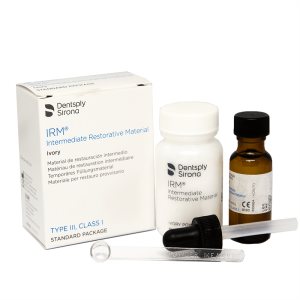 Dentsply
Sirona
IRM®
Intermediate Restorative Material
Ivory
Material de restauración intermedio
Matériau de restauration intermédiaire
Temporäres Füllungsmaterial
Materiale per restauro provvisorio
TYPE III, CLASS I
STANDARD PACKAGE
Dentsply
Sirona
IRM®
Intermediate
Restorative Material